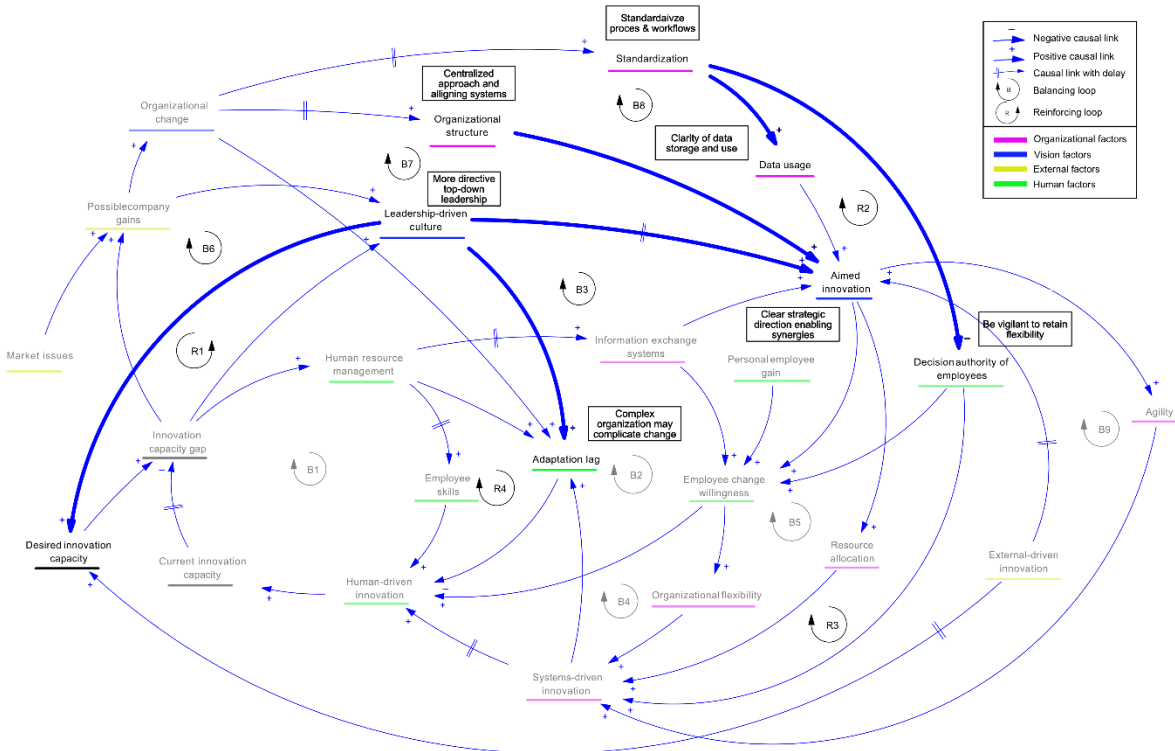 Standardaivze
proces & workflows
Standardization
Negative causal link
Positive causal link
Causal link with delay
B
Balancing loop
R
Reinforcing loop
Organizational factors
Vision factors
External factors
Human factors
Centralized
approach and
alligning systems
Organizational
change
Organizational
structure
B8
Clarity of data
storage and use
Data usage
B7
More directive
top-down
leadership
Leadership-driven
culture
R2
Possiblecompany
gains
B6
B3
Aimed
innovation
Clear strategic
direction enabling
synergies
Be vigilant to retain
flexibility
Market issues
R1
Human resource
management
Information exchange
systems
Personal employee
gain
Decision authority of
employees
Agility
B9
Innovation
capacity gap
B1
Complex
organization may
complicate change
Adaptation lag
B2
Employee
skills
R4
Employee change
willingness
B5
Desired innovation
capacity
Current innovation
capacity
Human-driven
innovation
B4
Organizational flexibility
Resource
allocation
External-driven
innovation
R3
Systems-driven
innovation